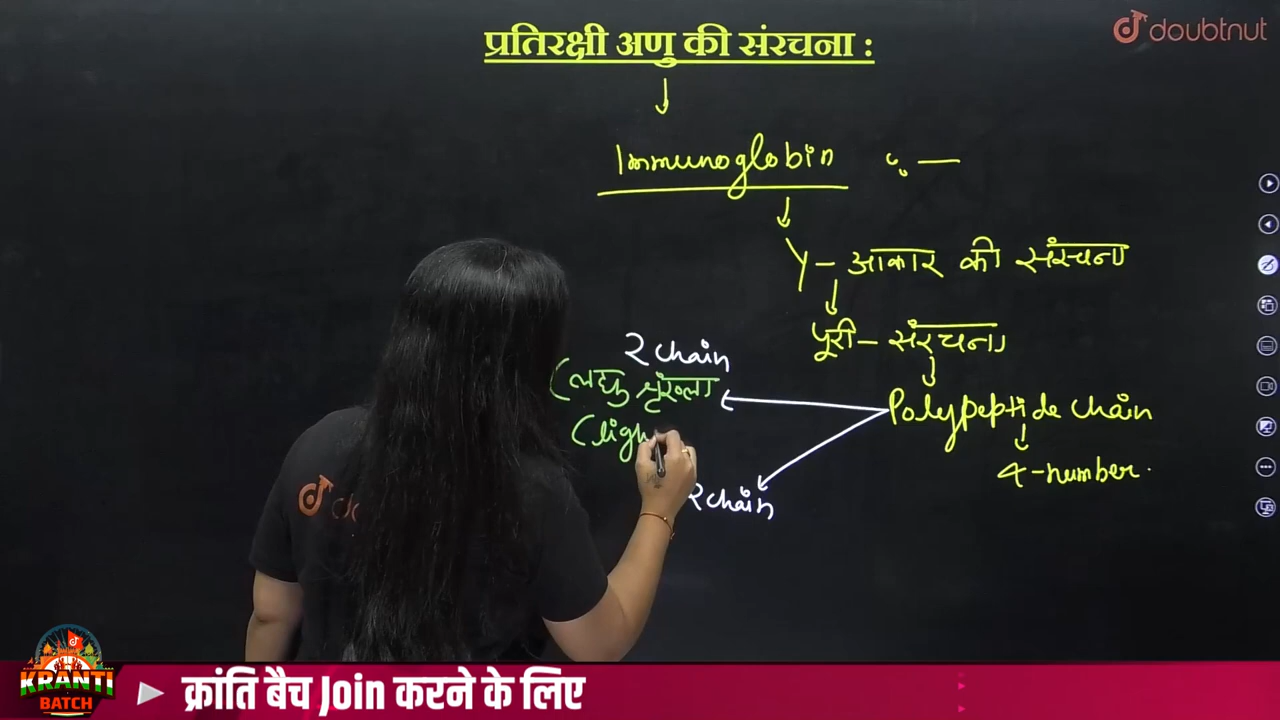 doubtnut
प्रतिरक्षी अणु की संरचना :
Immunoglobin :-
Y - आकार की संरचना
पूरी - संरचना
2 chain
(लघु श्रृंखला
Polypeptide chain
(ligh
4-number.
2 chain
KRANTI
BATCH
क्रांति बैच Join करने के लिए